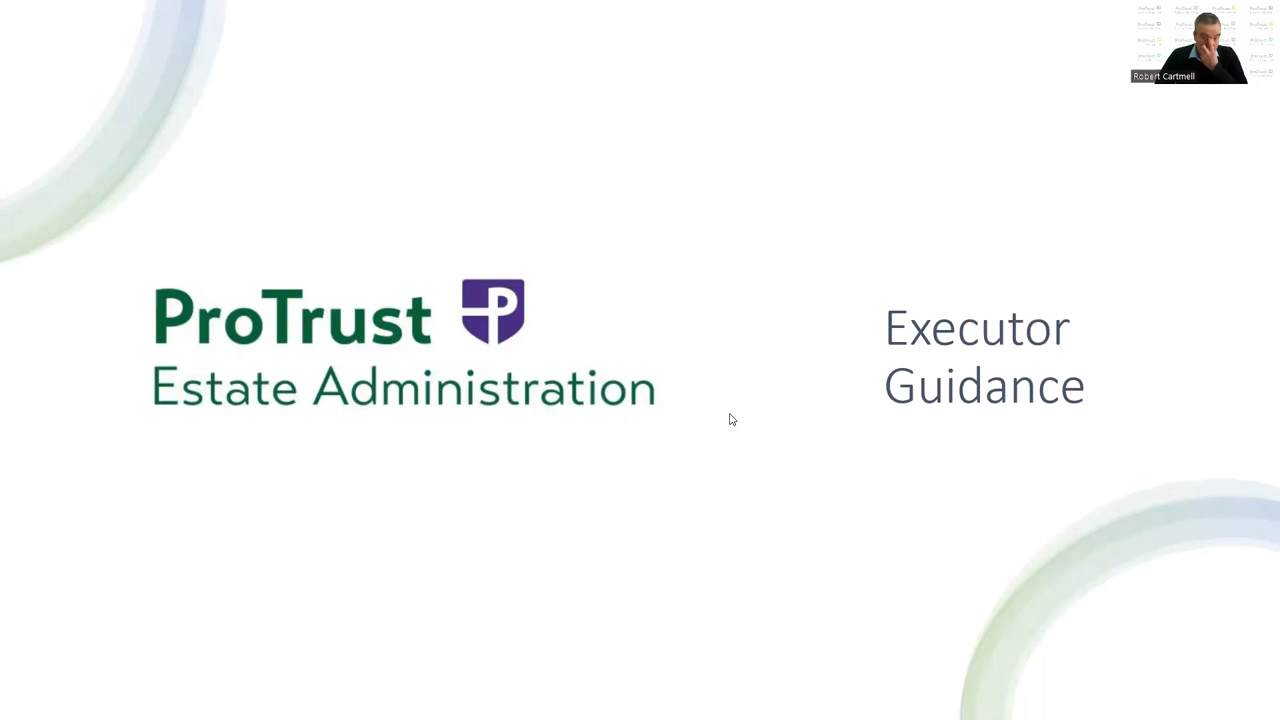 ProTrust
Estate Administration
Executor
Guidance
Robert Cartmell